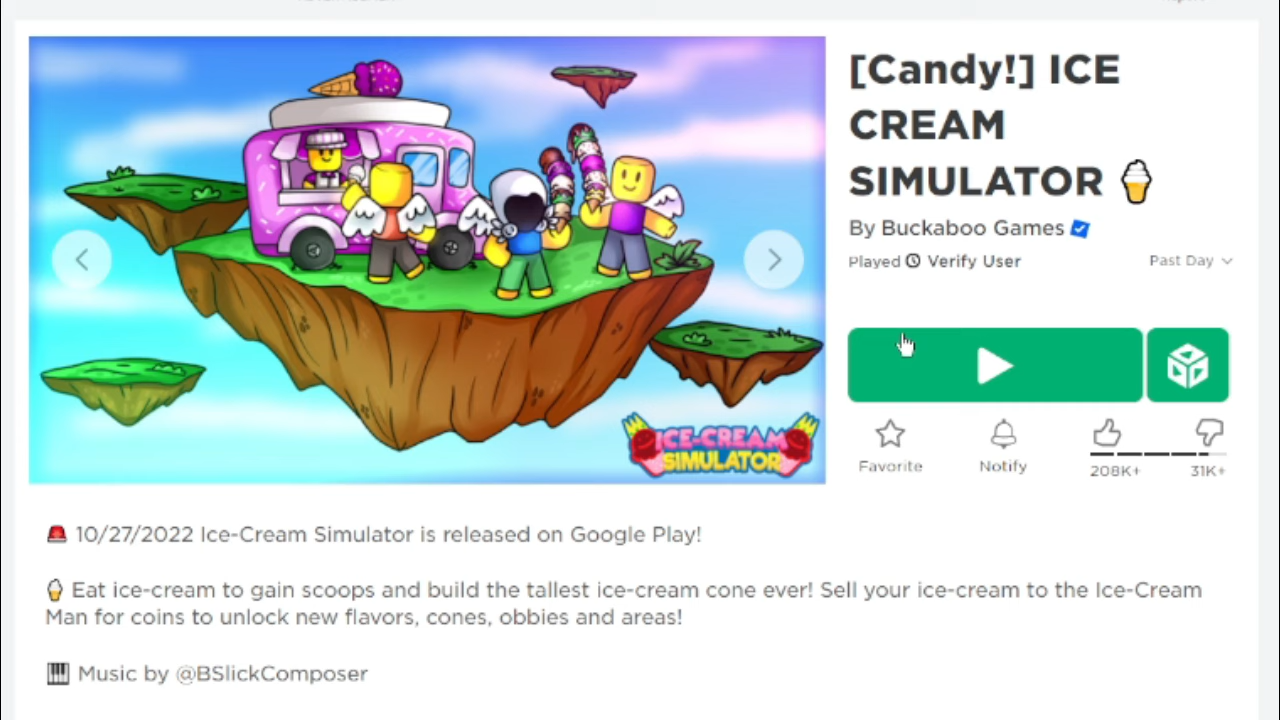 [Candy!] ICE
CREAM
SIMULATOR
By Buckaboo Games
Played Verify User
Past Day
Favorite
Notify
208K+
31K+
ICE-CREAM
SIMULATOR
10/27/2022 Ice-Cream Simulator is released on Google Play!
Eat ice-cream to gain scoops and build the tallest ice-cream cone ever! Sell your ice-cream to the Ice-Cream
Man for coins to unlock new flavors, cones, obbies and areas!
Music by @BSlickComposer